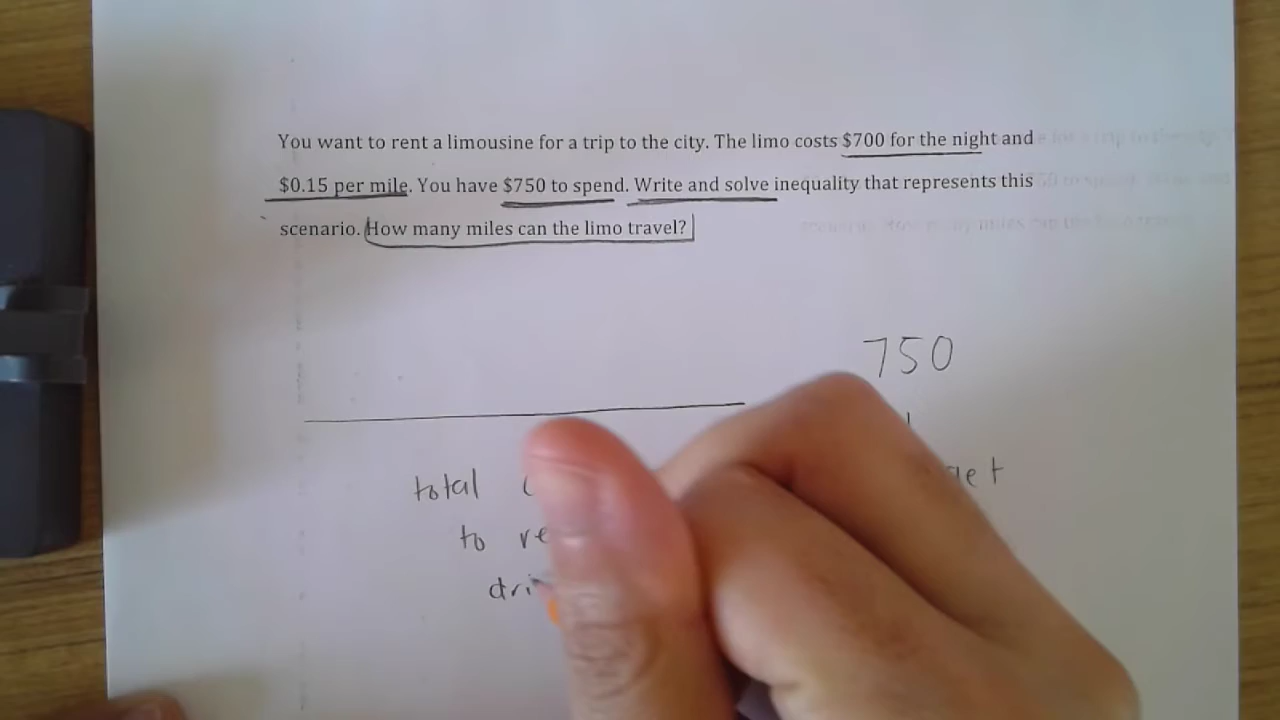 You want to rent a limousine for a trip to the city. The limo costs $700 for the night and
$0.15 per mile. You have $750 to spend. Write and solve inequality that represents this
scenario. How many miles can the limo travel?
750
total
to